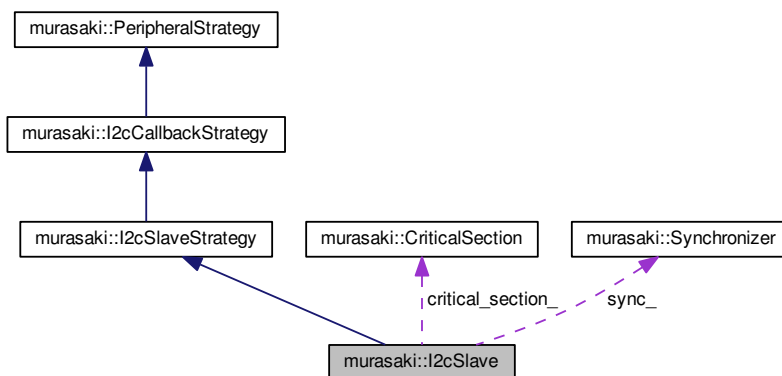 murasaki::PeripheralStrategy
murasaki::I2cCallbackStrategy
murasaki::I2cSlaveStrategy
murasaki::CriticalSection
murasaki::Synchronizer
critical_section_
sync_
murasaki::I2cSlave